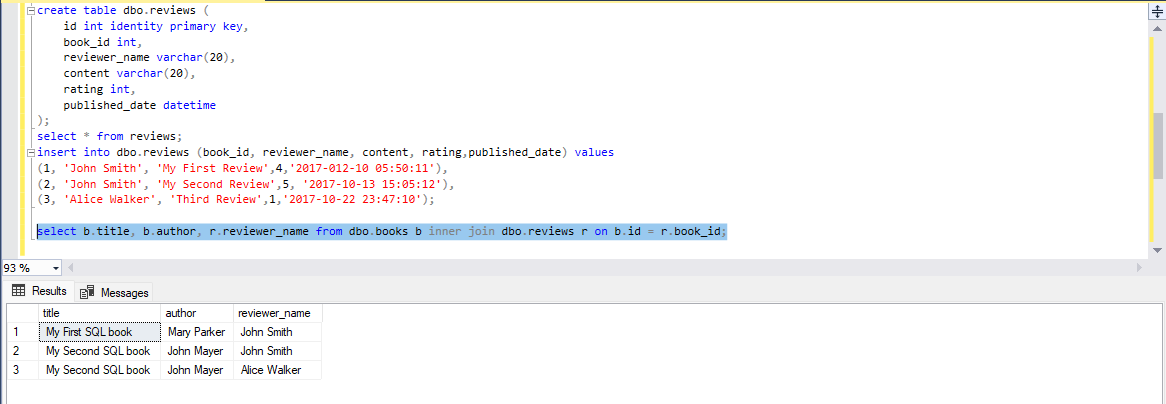 create table dbo.reviews (
id int identity primary key,
book_id int,
reviewer_name varchar(20),
content varchar(20),
rating int,
published_date datetime
);
select * from reviews;
insert into dbo.reviews (book_id, reviewer_name, content, rating,published_date) values
(1, 'John Smith', 'My First Review',4,'2017-012-10 05:50:11'),
(2, 'John Smith', 'My Second Review',5, '2017-10-13 15:05:12'),
(3, 'Alice Walker', 'Third Review',1,'2017-10-22 23:47:10');
select b.title, b.author, r.reviewer_name from dbo.books b inner join dbo.reviews r on b.id = r.book_id;
93 %
Results Messages
title author reviewer_name
1 My First SQL book Mary Parker John Smith
2 My Second SQL book John Mayer John Smith
3 My Second SQL book John Mayer Alice Walker